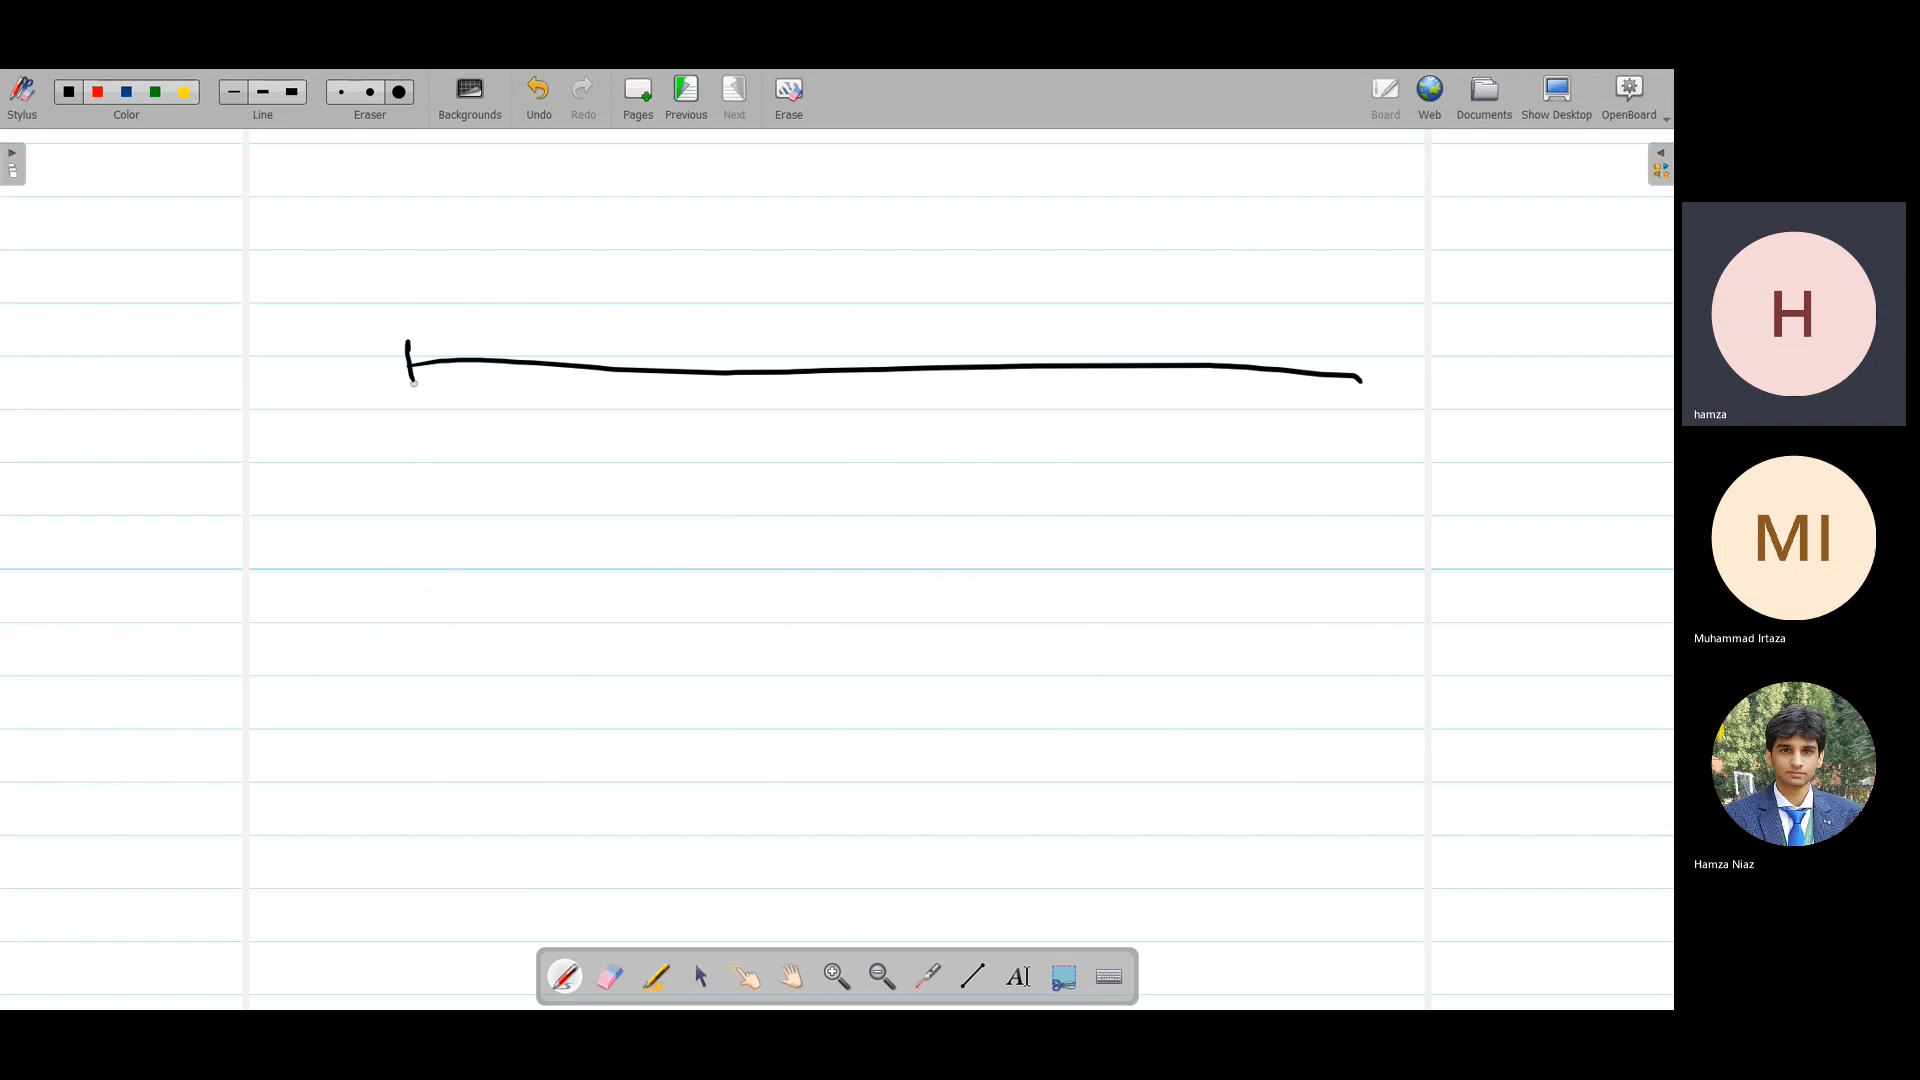 Stylus Color Line Eraser Backgrounds Undo Redo Pages Previous Next Erase Board Web Documents Show Desktop OpenBoard
H
hamza
MI
Muhammad Irtaza
Hamza Niaz
AI